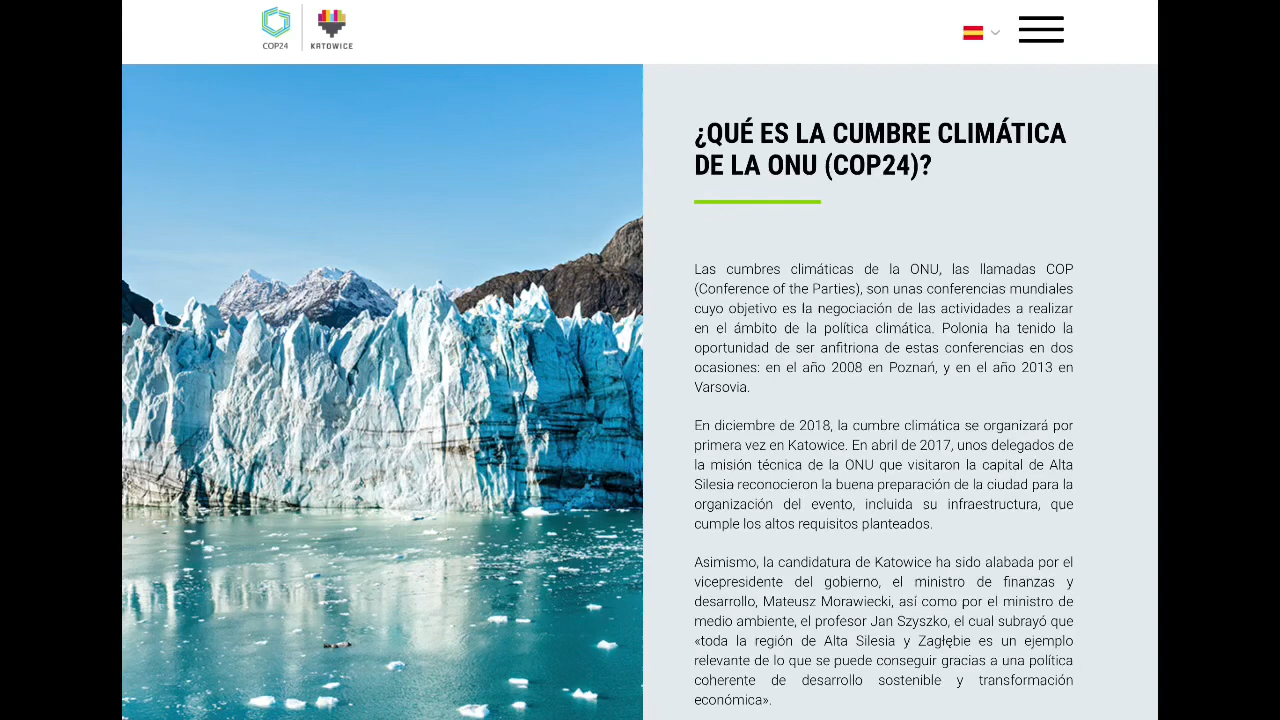 COP24
KATOWICE
¿QUÉ ES LA CUMBRE CLIMÁTICA
DE LA ONU (COP24)?
Las cumbres climáticas de la ONU, las llamadas COP
(Conference of the Parties), son unas conferencias mundiales
cuyo objetivo es la negociación de las actividades a realizar
en el ámbito de la política climática. Polonia ha tenido la
oportunidad de ser anfitriona de estas conferencias en dos
ocasiones: en el año 2008 en Poznań, y en el año 2013 en
Varsovia.
En diciembre de 2018, la cumbre climática se organizará por
primera vez en Katowice. En abril de 2017, unos delegados de
la misión técnica de la ONU que visitaron la capital de Alta
Silesia reconocieron la buena preparación de la ciudad para la
organización del evento, incluida su infraestructura, que
cumple los altos requisitos planteados.
Asimismo, la candidatura de Katowice ha sido alabada por el
vicepresidente del gobierno, el ministro de finanzas y
desarrollo, Mateusz Morawiecki, así como por el ministro de
medio ambiente, el profesor Jan Szyszko, el cual subrayó que
«toda la región de Alta Silesia y Zagłębie es un ejemplo
relevante de lo que se puede conseguir gracias a una política
coherente de desarrollo sostenible y transformación
económica».